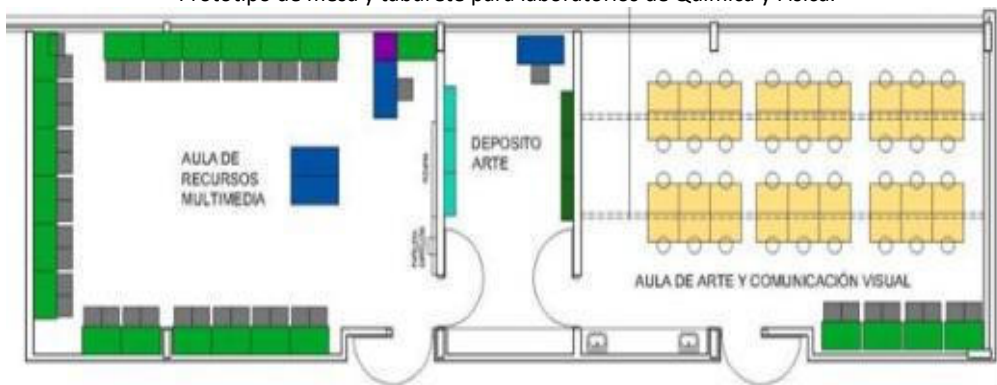 Prototipo de mesa y taburete para laboratorios de Química y Física.
AULA DE
RECURSOS
MULTIMEDIA
DEPOSITO
ARTE
AULA DE ARTE Y COMUNICACIÓN VISUAL